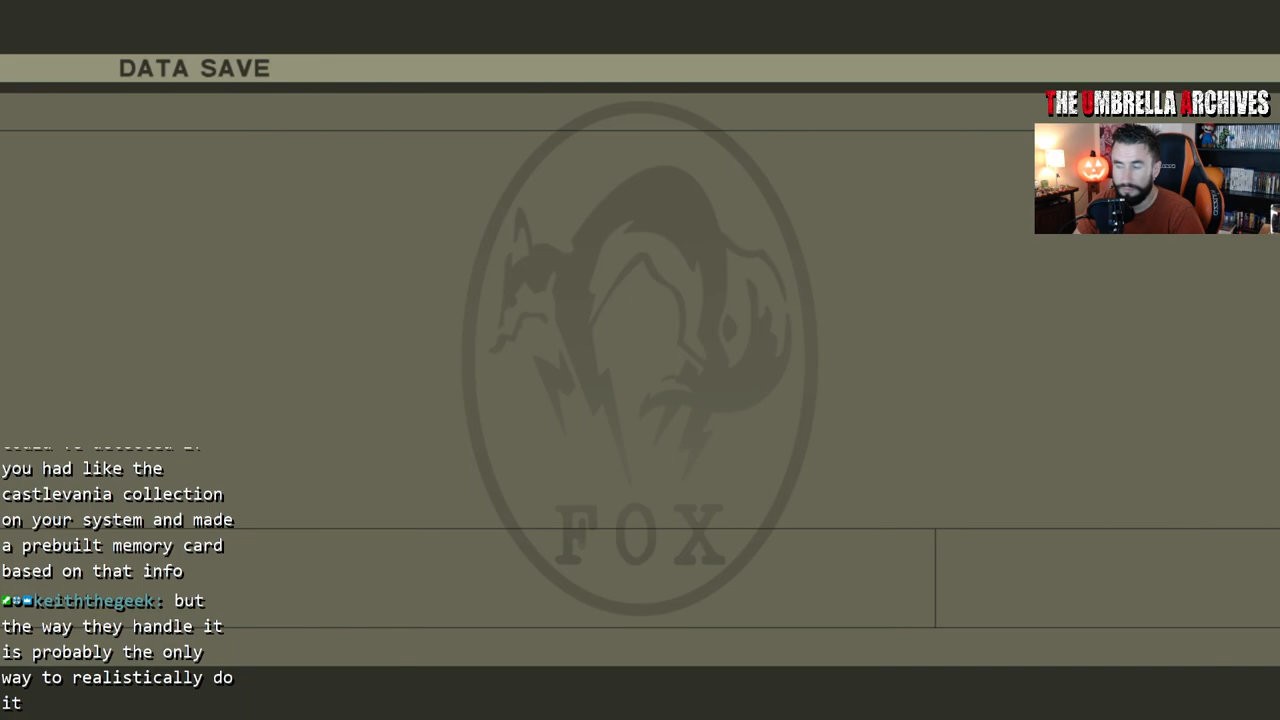 DATA SAVE
THE UMBRELLA ARCHIVES
FOX
you had like the
castlevania collection
on your system and made
a prebuilt memory card
based on that info
keiththegeek: but
the way they handle it
is probably the only
way to realistically do
it